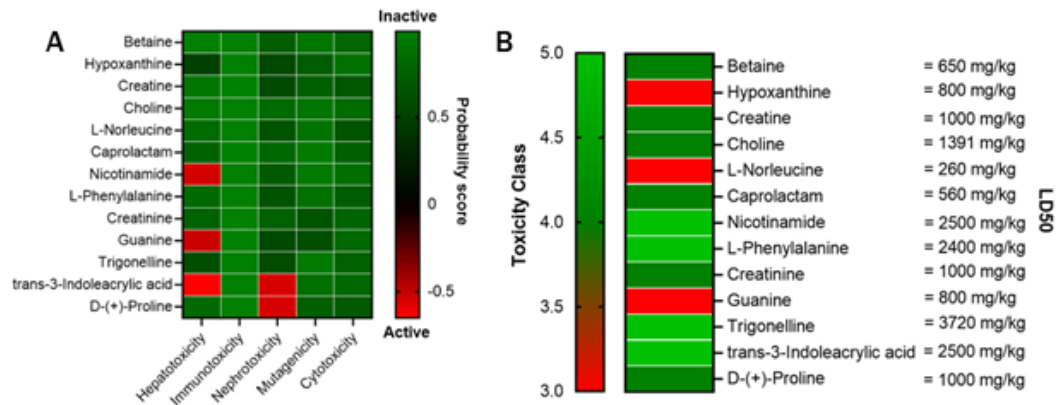 A
Inactive
Betaine
Hypoxanthine
Creatine
Choline
L-Norleucine
Caprolactam
Nicotinamide
L-Phenylalanine
Creatinine
Guanine
Trigonelline
trans-3-Indoleacrylic acid
D-(+)-Proline
Hepatotoxicity
Immunotoxicity
Nephrotoxicity
Mutagenicity
Cytotoxicity
0.5
0
-0.5
Probability score
Active
B
5.0
4.5
4.0
3.5
3.0
Toxicity Class
Betaine = 650 mg/kg
Hypoxanthine = 800 mg/kg
Creatine = 1000 mg/kg
Choline = 1391 mg/kg
L-Norleucine = 260 mg/kg
Caprolactam = 560 mg/kg
Nicotinamide = 2500 mg/kg
L-Phenylalanine = 2400 mg/kg
Creatinine = 1000 mg/kg
Guanine = 800 mg/kg
Trigonelline = 3720 mg/kg
trans-3-Indoleacrylic acid = 2500 mg/kg
D-(+)-Proline = 1000 mg/kg
LD50